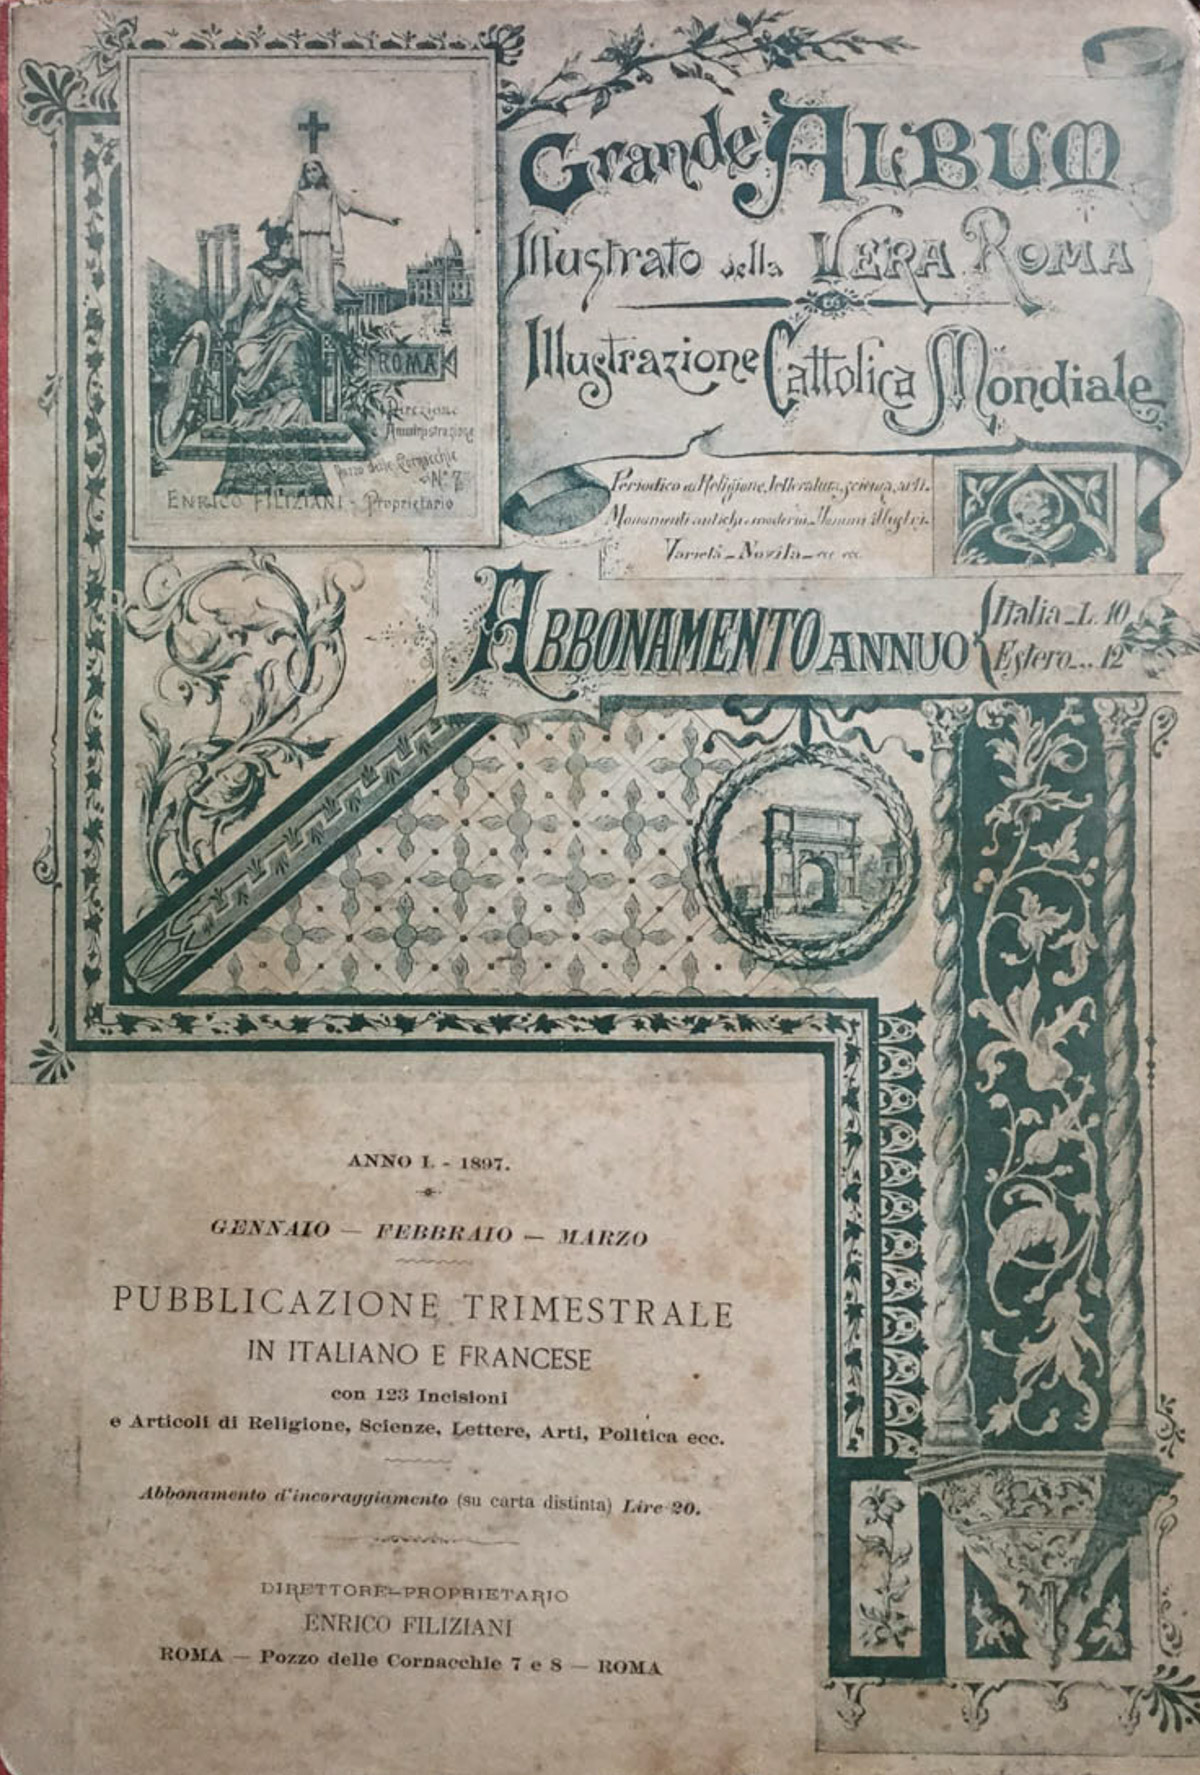 Grande ALBUM
Illustrato della VERA ROMA
Illustrazione Cattolica Mondiale
ROMA
Direzione
e Amministrazione
Pozzo delle Cornacchie
N° 7
ENRICO FILIZIANI - Proprietario
Periodico di Religione, letteratura, scienza, arti.
Monumenti antichi e moderni. Uomini illustri.
Varietà - Novità - ecc. ecc.
ABBONAMENTO ANNUO { Italia L. 10
Estero... 12
ANNO I. - 1897.
GENNAIO — FEBBRAIO — MARZO
PUBBLICAZIONE TRIMESTRALE
IN ITALIANO E FRANCESE
con 123 Incisioni
e Articoli di Religione, Scienze, Lettere, Arti, Politica ecc.
Abbonamento d'incoraggiamento (su carta distinta) Lire 20.
DIRETTORE-PROPRIETARIO
ENRICO FILIZIANI
ROMA — Pozzo delle Cornacchie 7 e 8 — ROMA